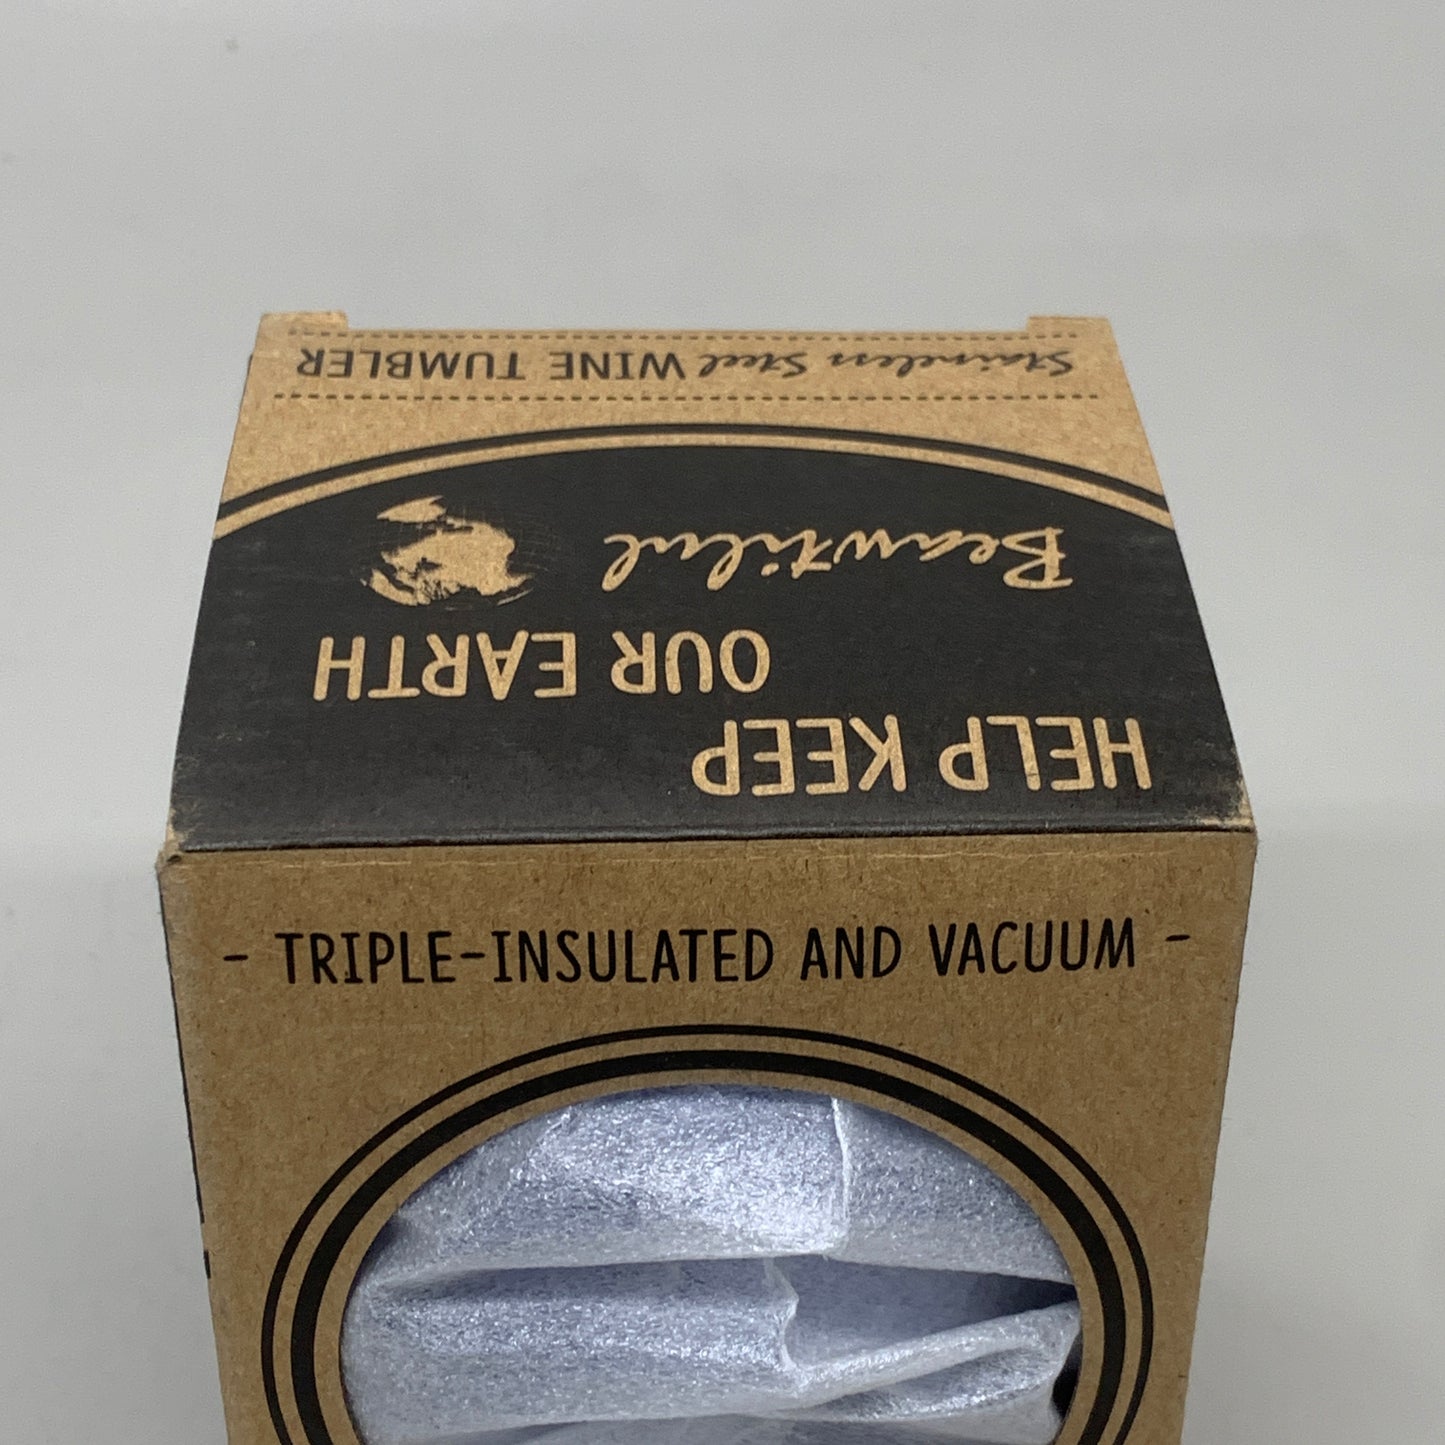 HELP KEEP
OUR EARTH
Beautiful
Stainless Steel WINE TUMBLER
- TRIPLE-INSULATED AND VACUUM -